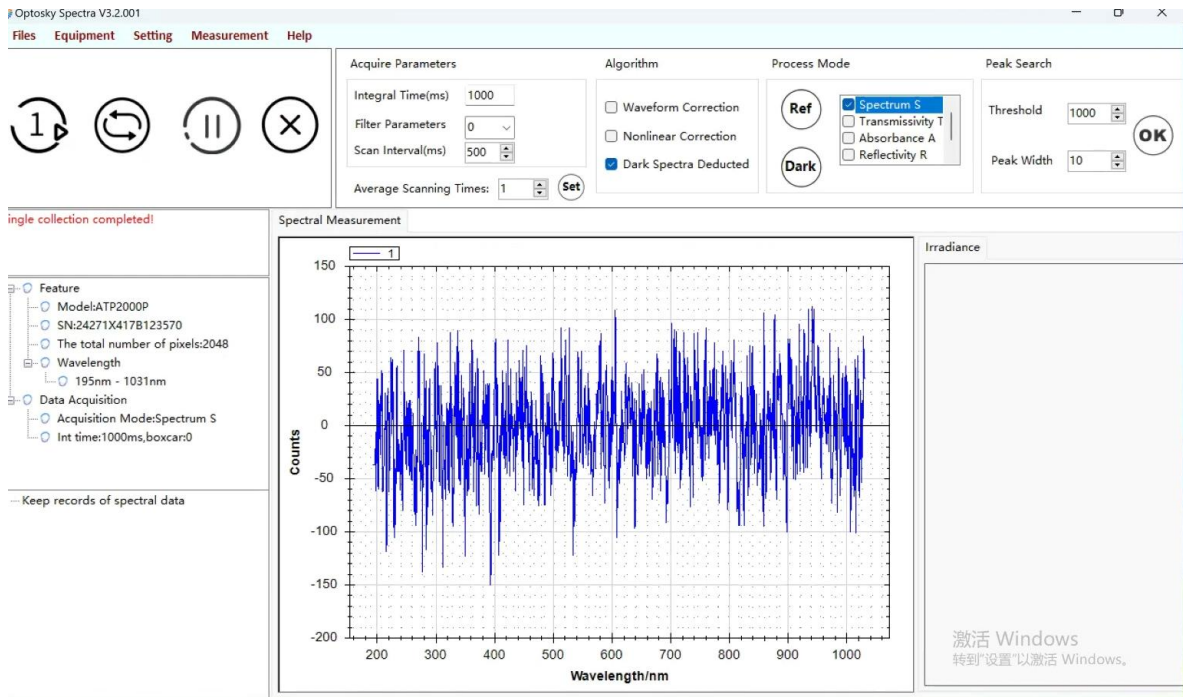 Optosky Spectra V3.2.001
Files Equipment Setting Measurement Help
1
Acquire Parameters
Integral Time(ms) 1000
Filter Parameters 0
Scan Interval(ms) 500
Average Scanning Times: 1 Set
Algorithm
Waveform Correction
Nonlinear Correction
Dark Spectra Deducted
Process Mode
Ref
Dark
Spectrum S
Transmissivity T
Absorbance A
Reflectivity R
Peak Search
Threshold 1000
Peak Width 10
OK
ingle collection completed!
Feature
Model:ATP2000P
SN:24271X417B123570
The total number of pixels:2048
Wavelength
195nm - 1031nm
Data Acquisition
Acquisition Mode:Spectrum S
Int time:1000ms,boxcar:0
Keep records of spectral data
Spectral Measurement
1
150
100
50
0
-50
-100
-150
-200
Counts
200 300 400 500 600 700 800 900 1000
Wavelength/nm
Irradiance
激活 Windows
转到"设置"以激活 Windows。